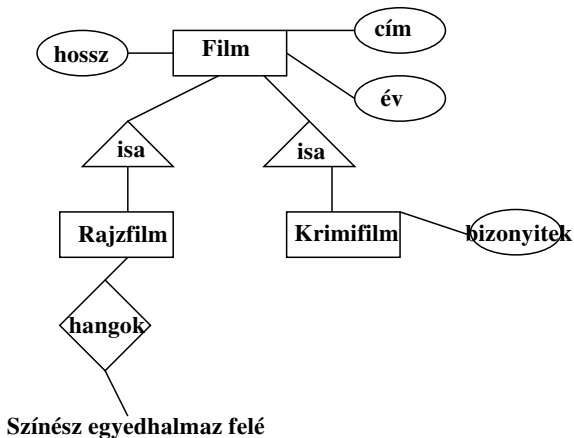 cím
hossz
Film
év
isa
isa
Rajzfilm
Krimifilm
bizonyitek
hangok
Színész egyedhalmaz felé